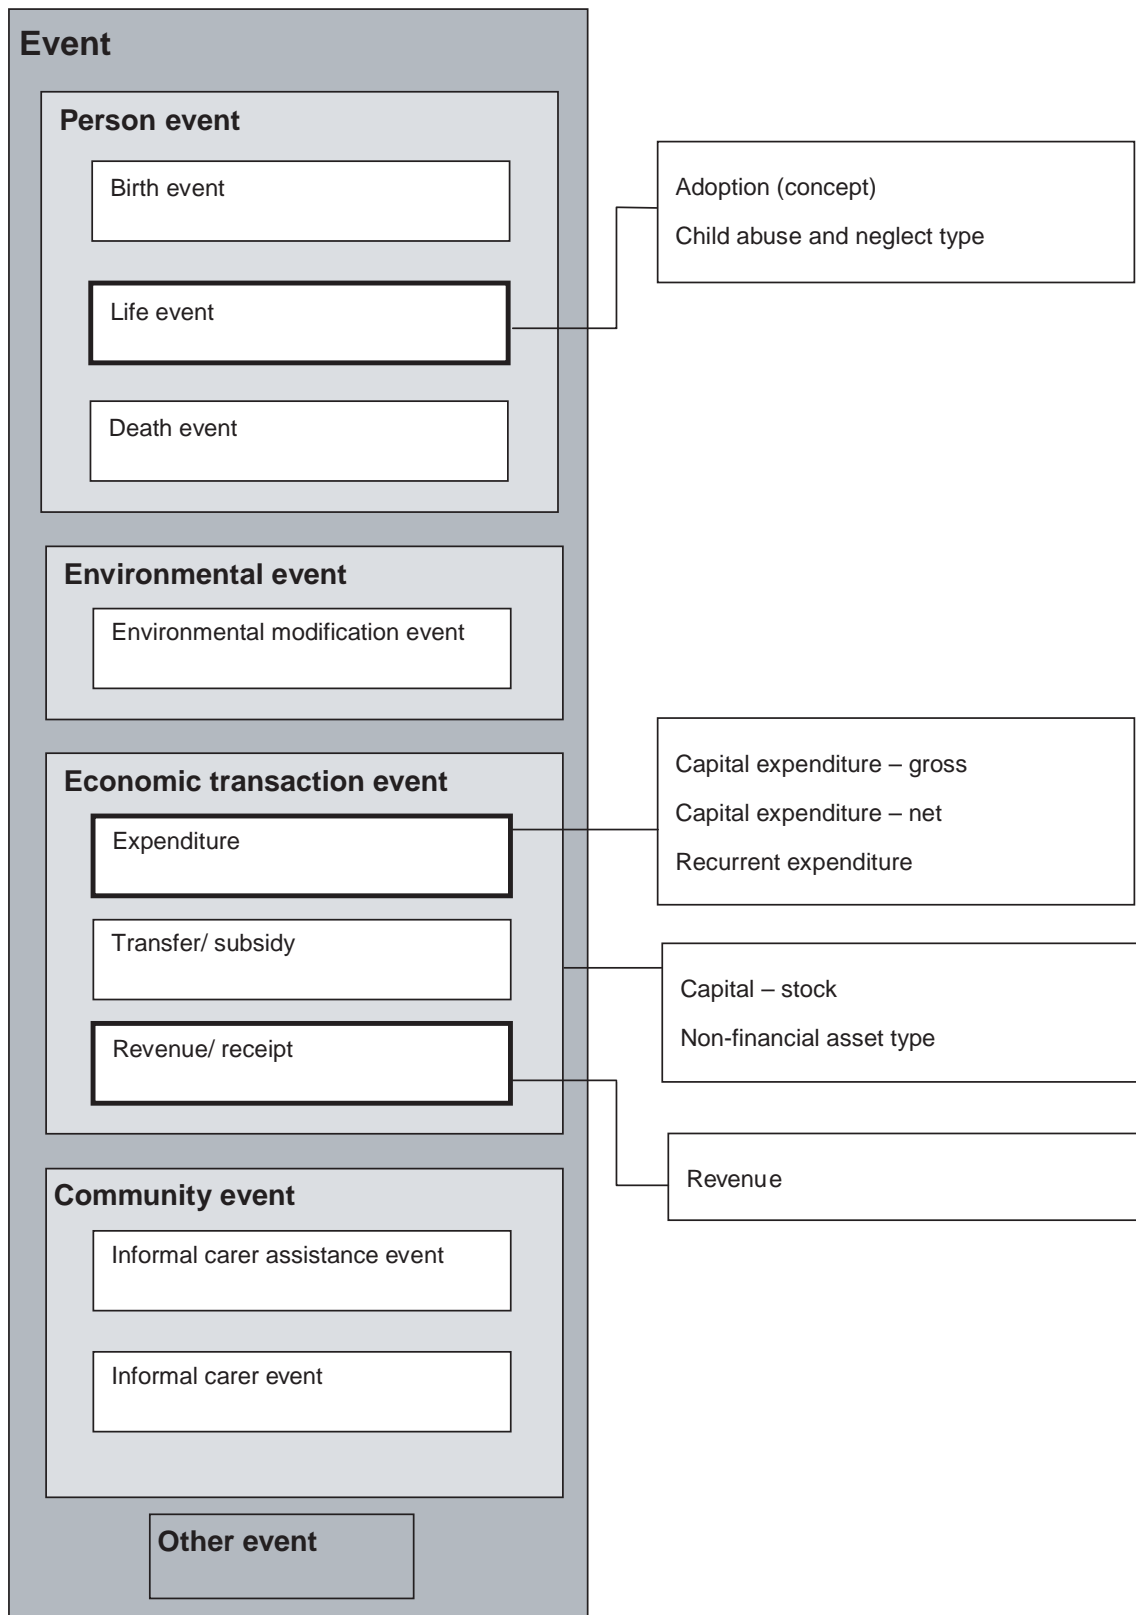 Event
Person event
Birth event
Life event
Death event
Adoption (concept)
Child abuse and neglect type
Environmental event
Environmental modification event
Economic transaction event
Expenditure
Transfer/ subsidy
Revenue/ receipt
Capital expenditure – gross
Capital expenditure – net
Recurrent expenditure
Capital – stock
Non-financial asset type
Revenue
Community event
Informal carer assistance event
Informal carer event
Other event